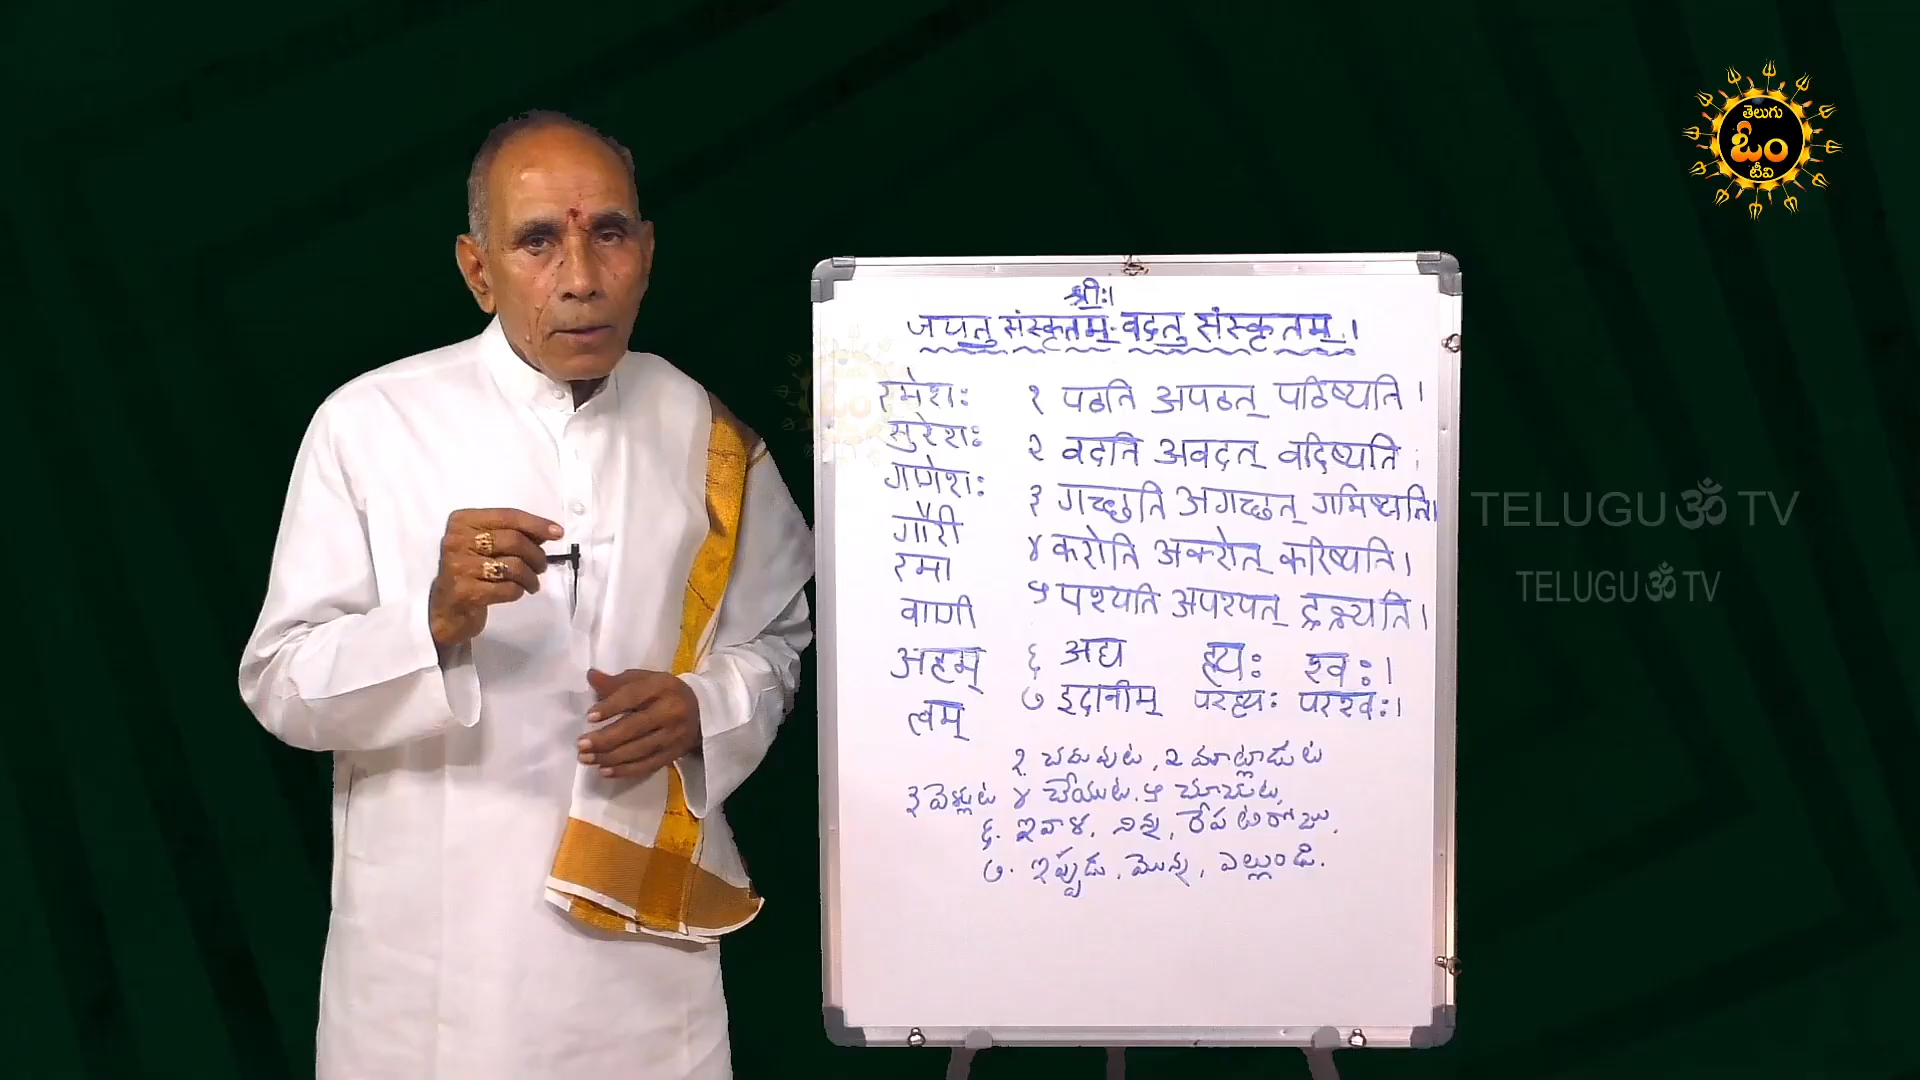 తెలుగు
ఓం
టీవి
श्रीः।
जयतु संस्कृतम्-वदतु संस्कृतम्।
रमेशः १ पठति अपठत् पठिष्यति।
सुरेशः २ वदति अवदत् वदिष्यति।
गणेशः ३ गच्छति अगच्छत् गमिष्यति।
गौरी ४ करोति अकरोत् करिष्यति।
रमा ५ पश्यति अपश्यत् द्रक्ष्यति।
वाणी ६ अद्य ह्यः श्वः।
अहम् ७ इदानीम् परह्यः परश्वः।
त्वम्
१ చదువుట, २ మాట్లాడుట
३ వెళ్లుట ४ చేయుట. ५ చూచుట,
६. ఇవాళ, నిన్న, రేపటిరోజు.
७. ఇప్పుడు, మొన్న, ఎల్లుండి.
TELUGU ॐ TV
TELUGU ॐ TV